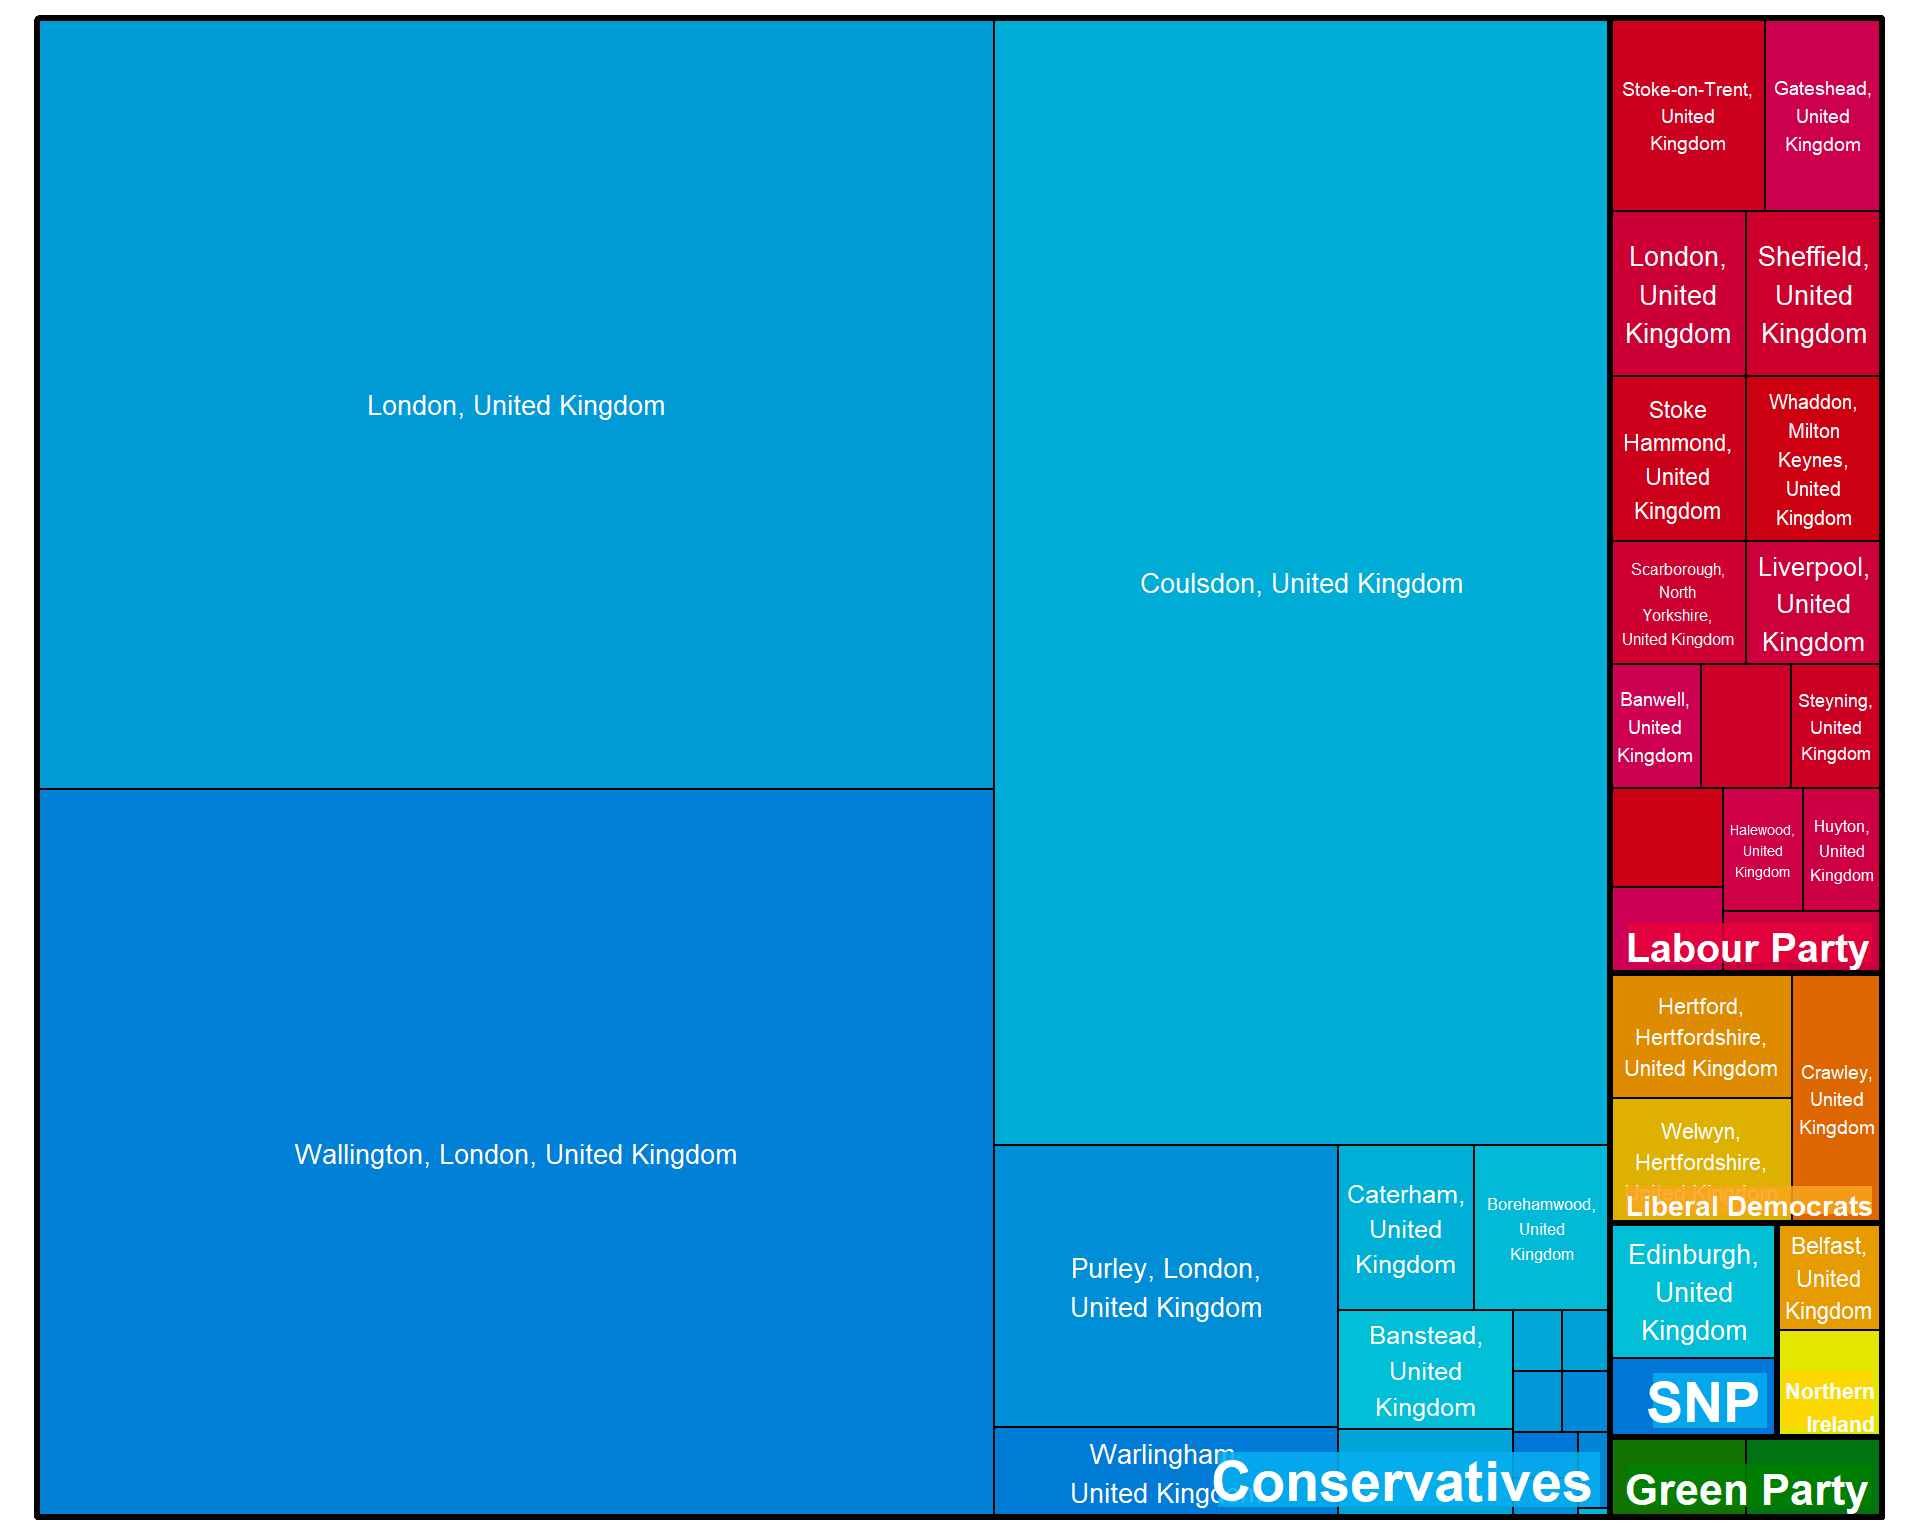 London, United Kingdom
Wallington, London, United Kingdom
Coulsdon, United Kingdom
Purley, London,
United Kingdom
Warlingham,
United Kingdom
Caterham,
United
Kingdom
Borehamwood,
United
Kingdom
Banstead,
United
Kingdom
Conservatives
Stoke-on-Trent,
United
Kingdom
Gateshead,
United
Kingdom
London,
United
Kingdom
Sheffield,
United
Kingdom
Stoke
Hammond,
United
Kingdom
Whaddon,
Milton
Keynes,
United
Kingdom
Scarborough,
North
Yorkshire,
United Kingdom
Liverpool,
United
Kingdom
Banwell,
United
Kingdom
Steyning,
United
Kingdom
Halewood,
United
Kingdom
Huyton,
United
Kingdom
Labour Party
Hertford,
Hertfordshire,
United Kingdom
Crawley,
United
Kingdom
Welwyn,
Hertfordshire,
United Kingdom
Liberal Democrats
Edinburgh,
United
Kingdom
SNP
Belfast,
United
Kingdom
Northern
Ireland
Green Party